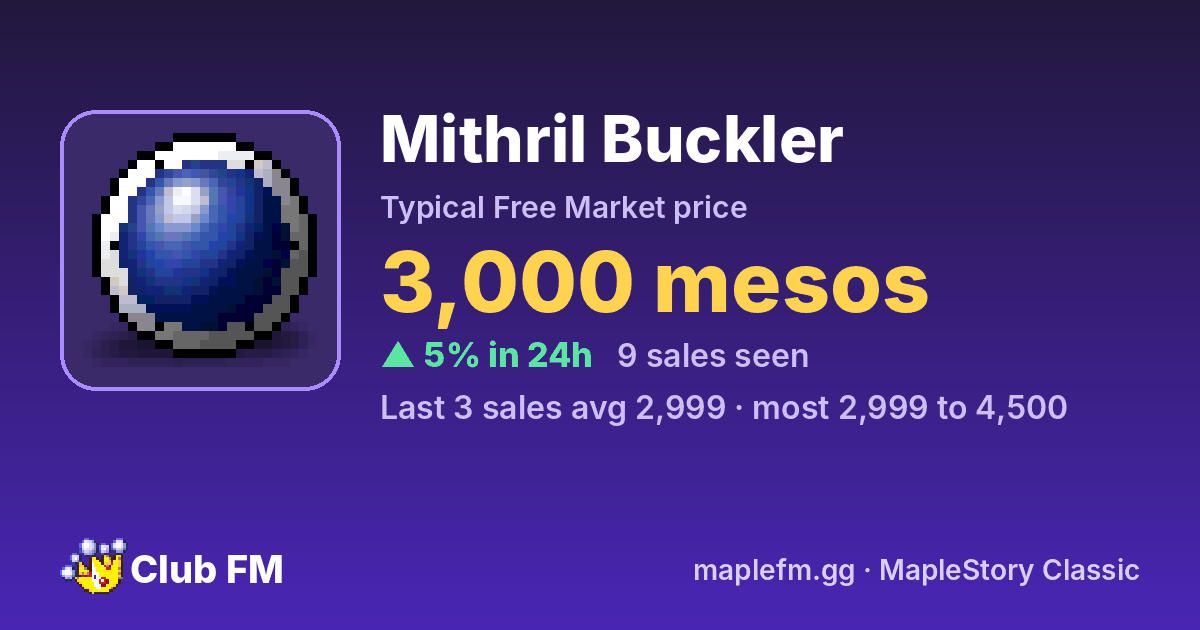 Mithril Buckler
Typical Free Market price
3,000 mesos
▲ 5% in 24h 9 sales seen
Last 3 sales avg 2,999 · most 2,999 to 4,500
Club FM
maplefm.gg · MapleStory Classic